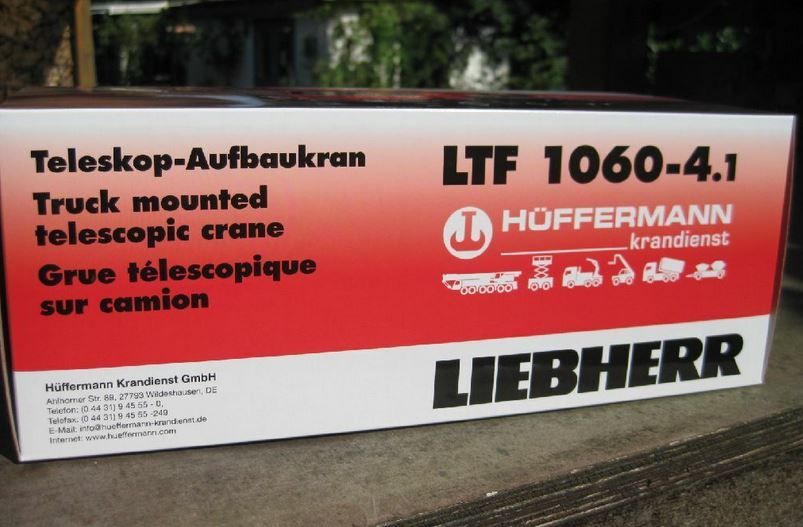 Teleskop-Aufbaukran
Truck mounted
telescopic crane
Grue télescopique
sur camion
LTF 1060-4.1
HÜFFERMANN
krandienst
Hüffermann Krandienst GmbH
Ahlhorner Str. 89, 27793 Wildeshausen, DE
Telefon: (0 44 31) 9 45 55 - 0,
Telefax: (0 44 31) 9 45 55 -249
E-Mail: info@hueffermann-krandienst.de
Internet: www.hueffermann.com
LIEBHERR